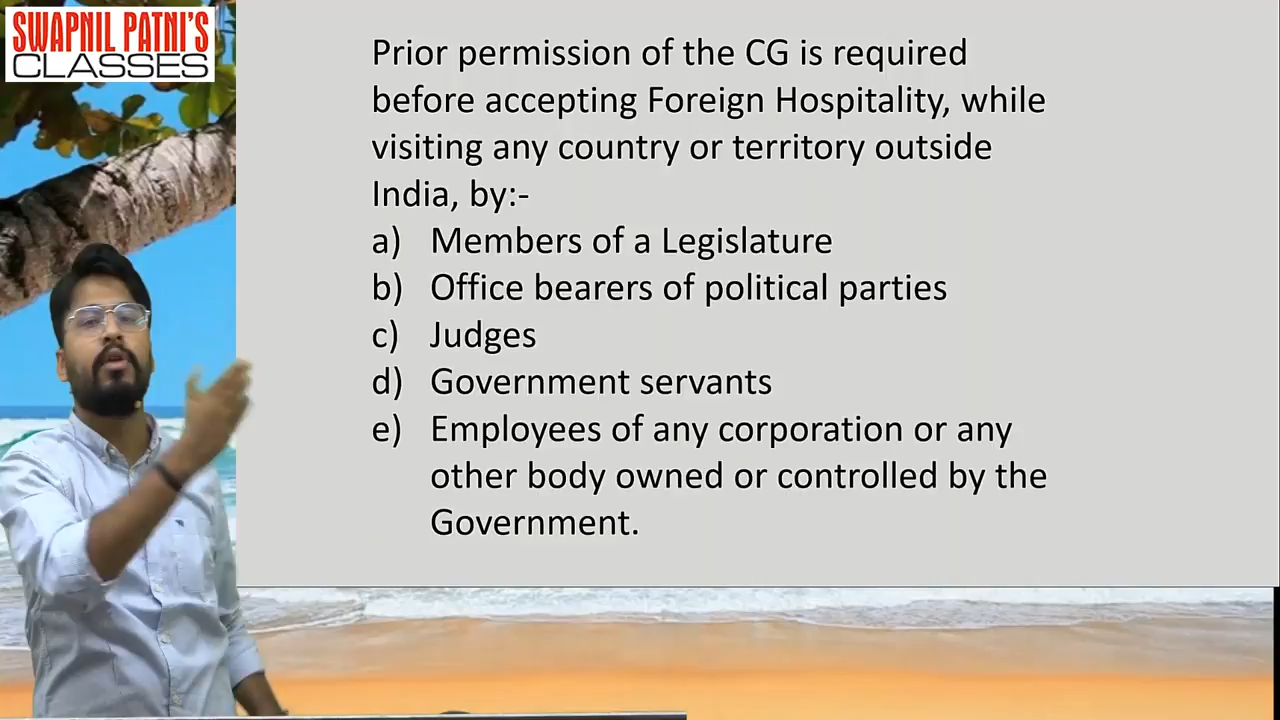 SWAPNIL PATNI'S
CLASSES
Prior permission of the CG is required
before accepting Foreign Hospitality, while
visiting any country or territory outside
India, by:-
a) Members of a Legislature
b) Office bearers of political parties
c) Judges
d) Government servants
e) Employees of any corporation or any
other body owned or controlled by the
Government.